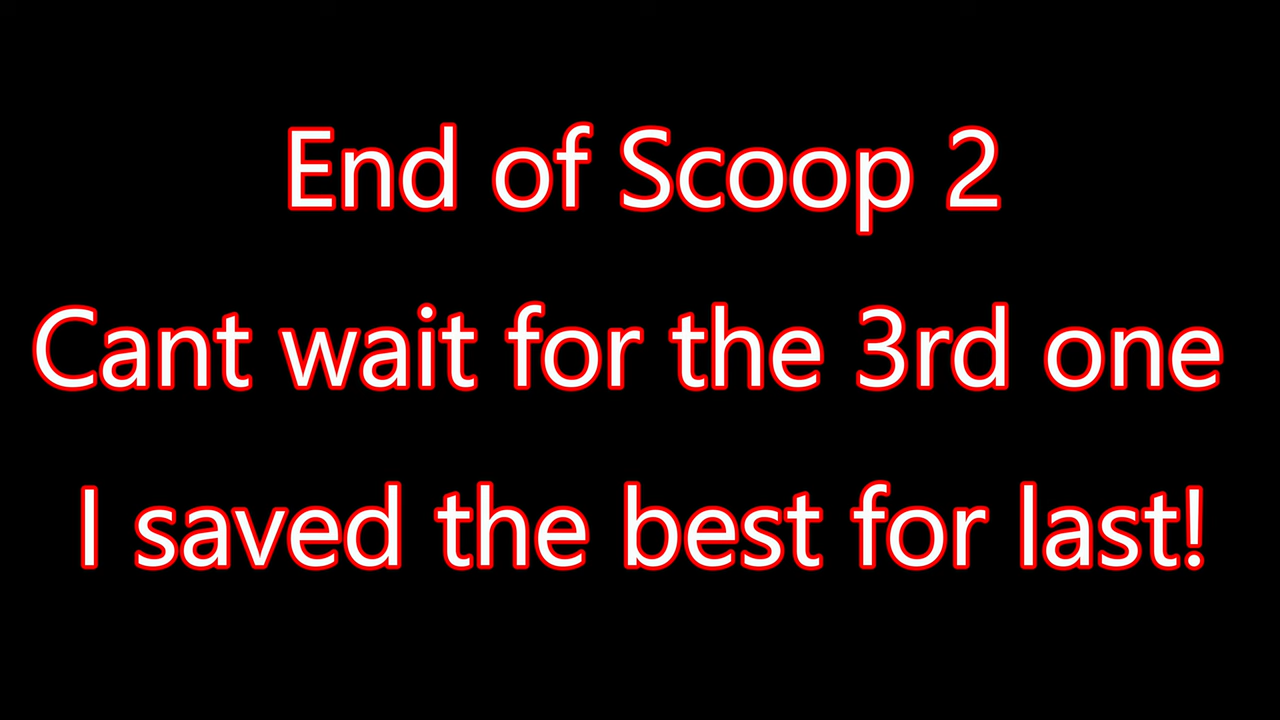 End of Scoop 2
Cant wait for the 3rd one
I saved the best for last!